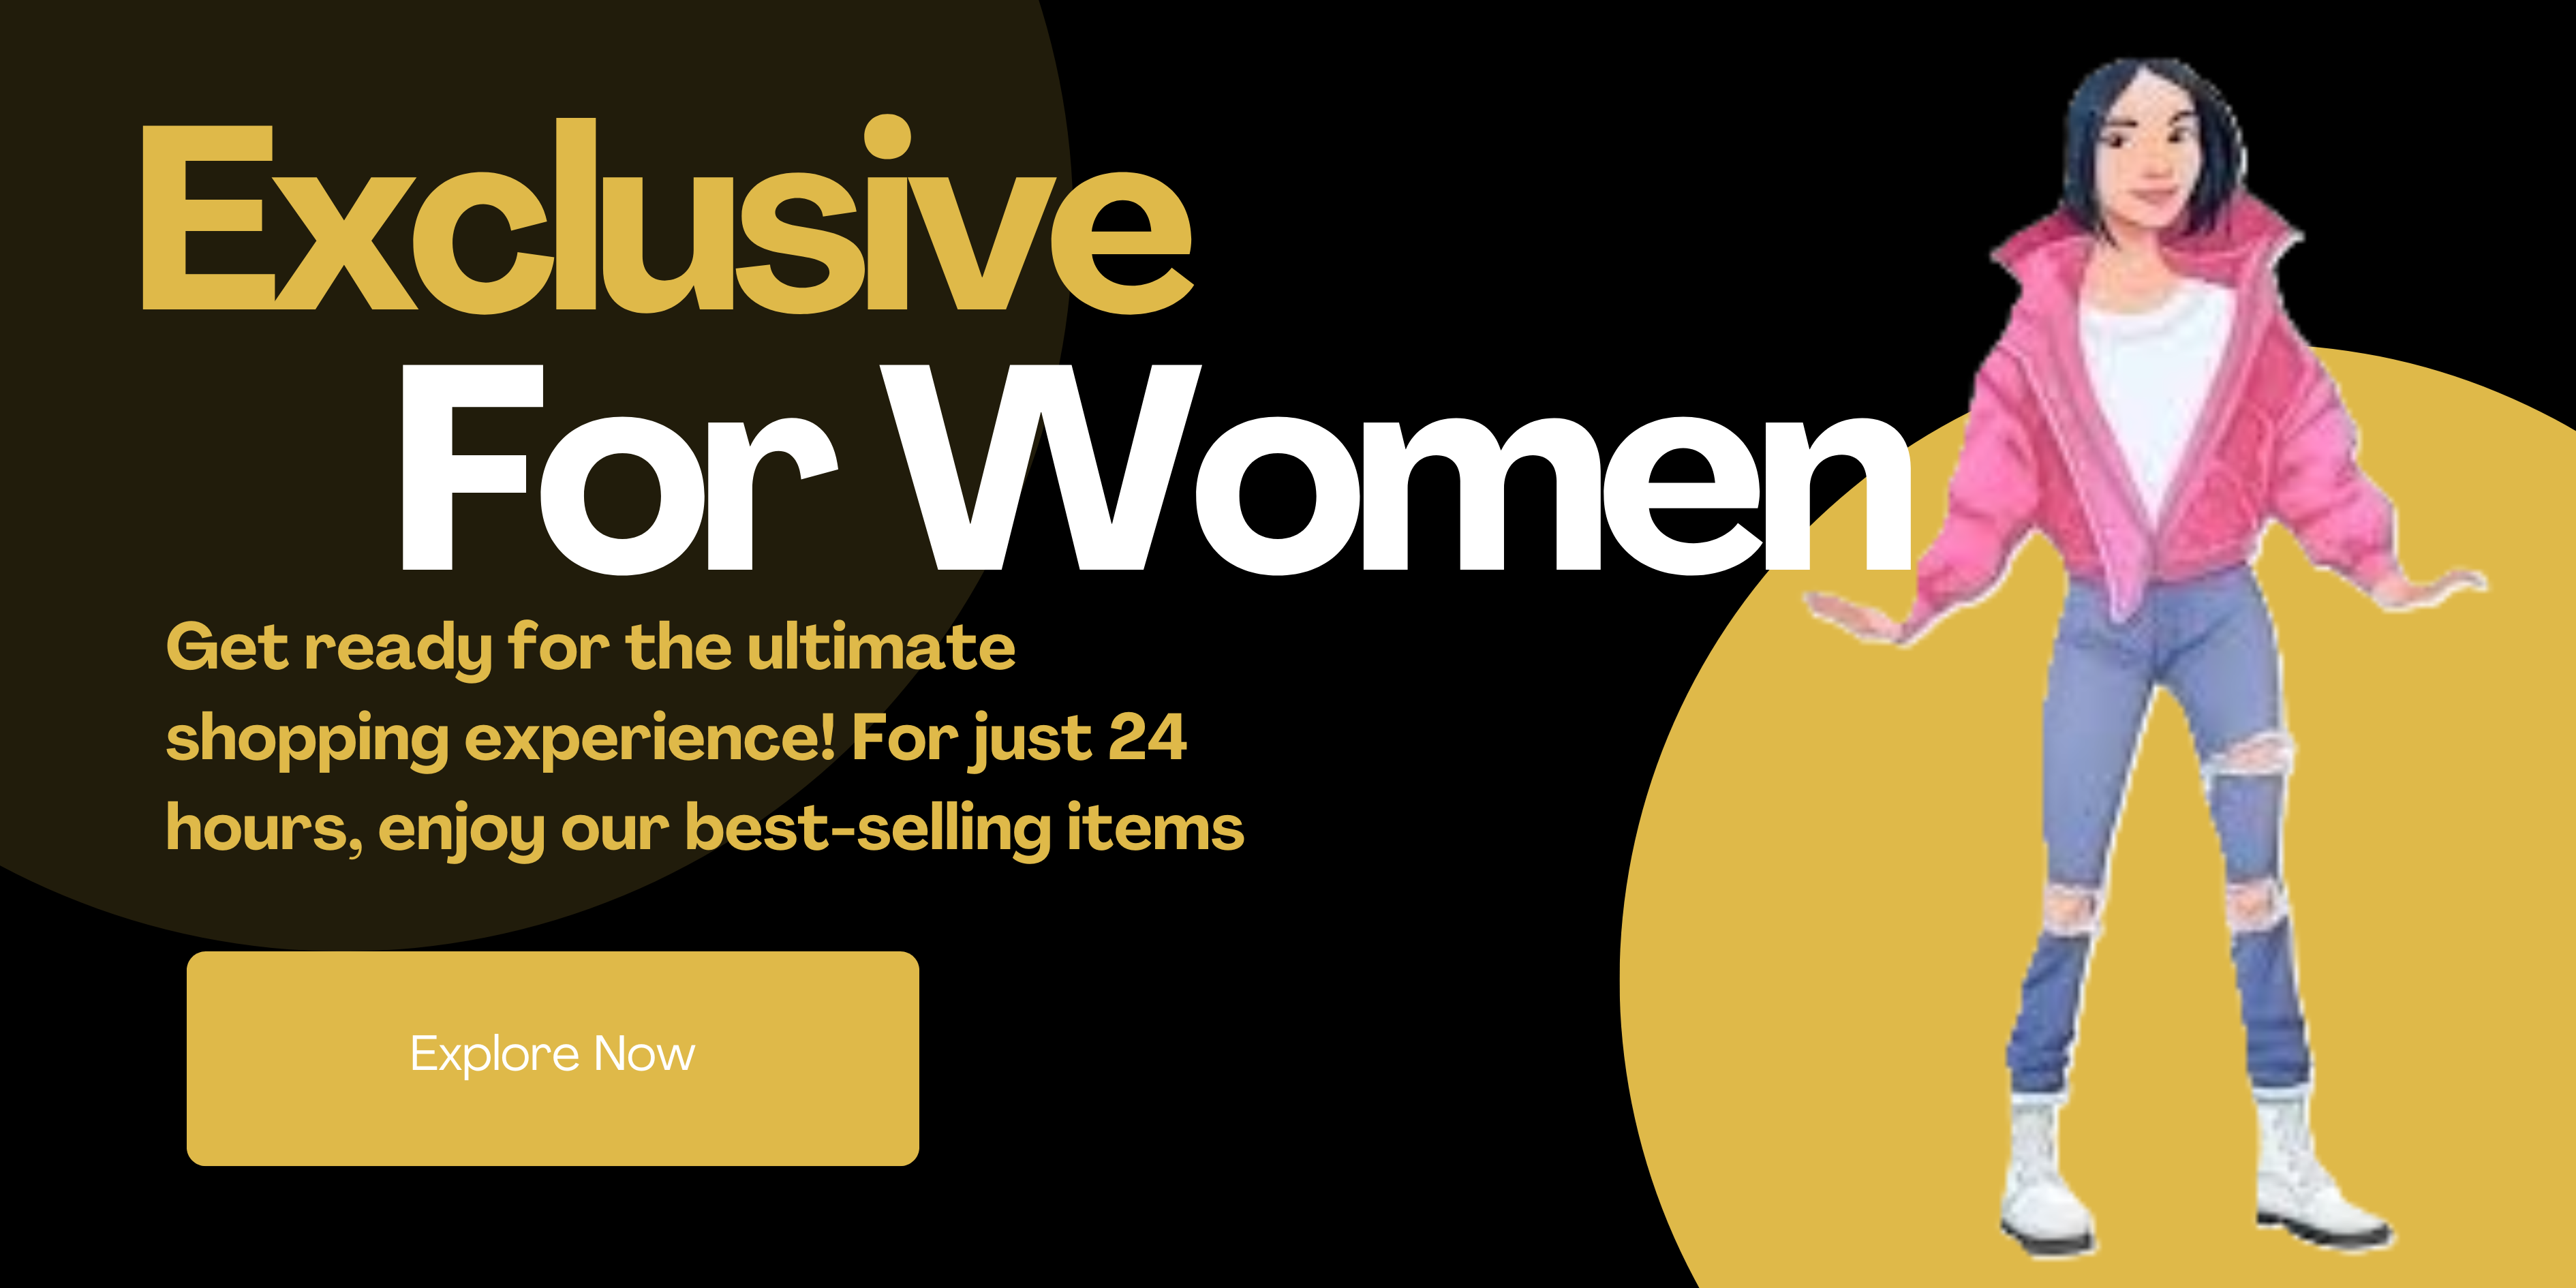 Exclusive
For Women
Get ready for the ultimate
shopping experience! For just 24
hours, enjoy our best-selling items
Explore Now